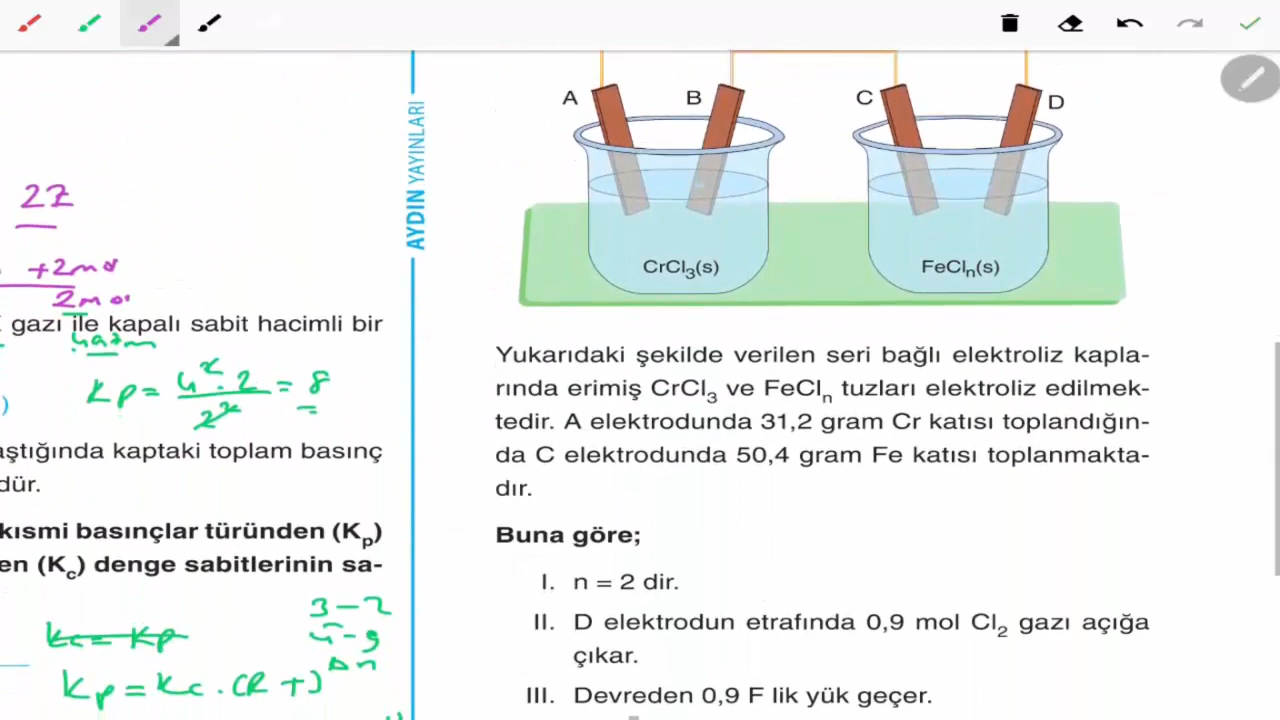 2Z
+2mol
2mol
gazı ile kapalı sabit hacimli bir
4atm
Kp = 4². 2 / 2² = 8
)
aştığında kaptaki toplam basınç
dür.
kısmi basınçlar türünden (Kp)
en (Kc) denge sabitlerinin sa-
3-2
Kc = Kp
Kp = Kc . (RT)^Δn
AYDIN YAYINLARI
A B C D
CrCl₃(s) FeClₙ(s)
Yukarıdaki şekilde verilen seri bağlı elektroliz kapla-
rında erimiş CrCl₃ ve FeClₙ tuzları elektroliz edilmek-
tedir. A elektrodunda 31,2 gram Cr katısı toplandığın-
da C elektrodunda 50,4 gram Fe katısı toplanmakta-
dır.
Buna göre;
I. n = 2 dir.
II. D elektrodun etrafında 0,9 mol Cl₂ gazı açığa
çıkar.
III. Devreden 0,9 F lik yük geçer.